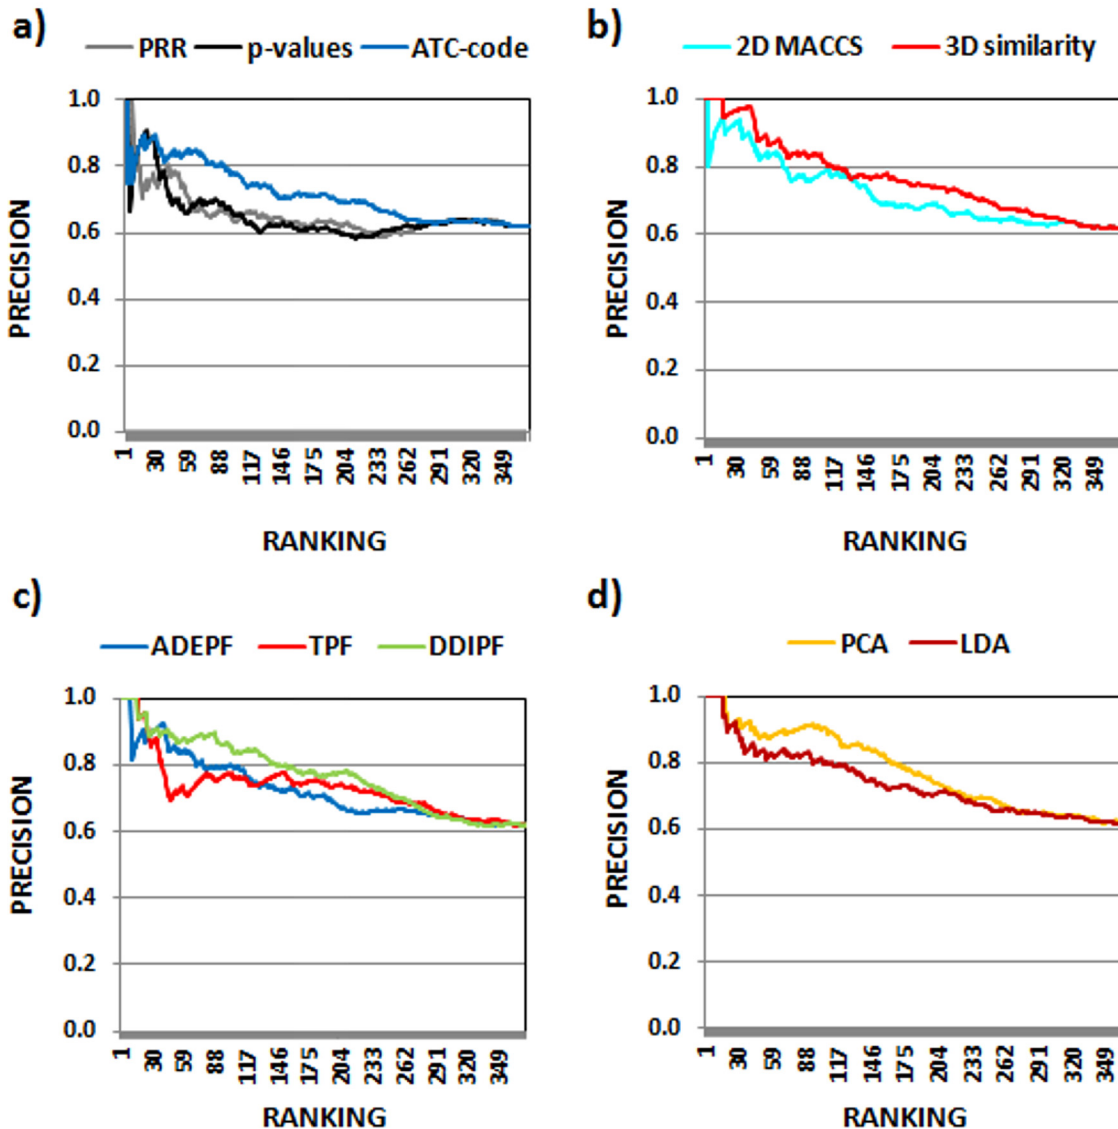 a)
PRR p-values ATC-code
PRECISION
1.0
0.8
0.6
0.4
0.2
0.0
1 30 59 88 117 146 175 204 233 262 291 320 349
RANKING
b)
2D MACCS 3D similarity
PRECISION
1.0
0.8
0.6
0.4
0.2
0.0
1 30 59 88 117 146 175 204 233 262 291 320 349
RANKING
c)
ADEPF TPF DDIPF
PRECISION
1.0
0.8
0.6
0.4
0.2
0.0
1 30 59 88 117 146 175 204 233 262 291 320 349
RANKING
d)
PCA LDA
PRECISION
1.0
0.8
0.6
0.4
0.2
0.0
1 30 59 88 117 146 175 204 233 262 291 320 349
RANKING